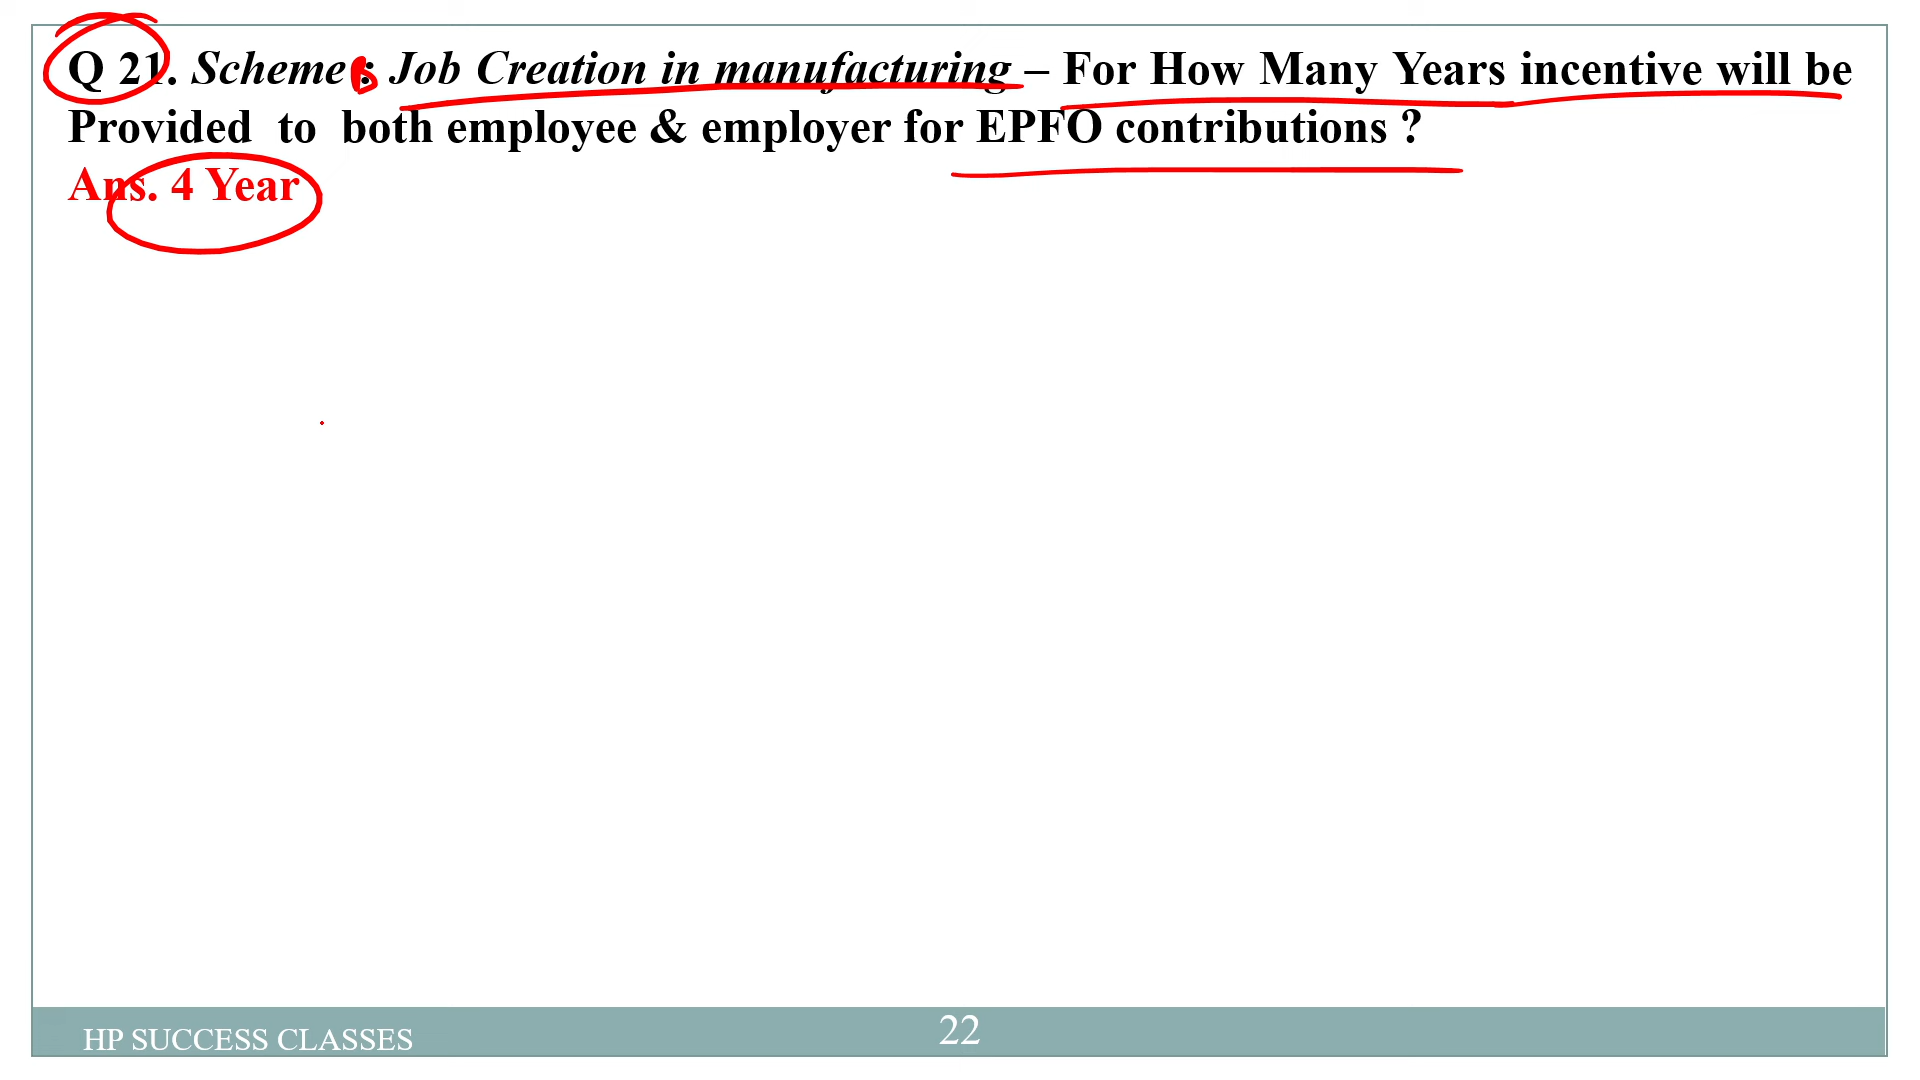 Q 21. Scheme B: Job Creation in manufacturing – For How Many Years incentive will be
Provided to both employee & employer for EPFO contributions ?
Ans. 4 Year
HP SUCCESS CLASSES
22